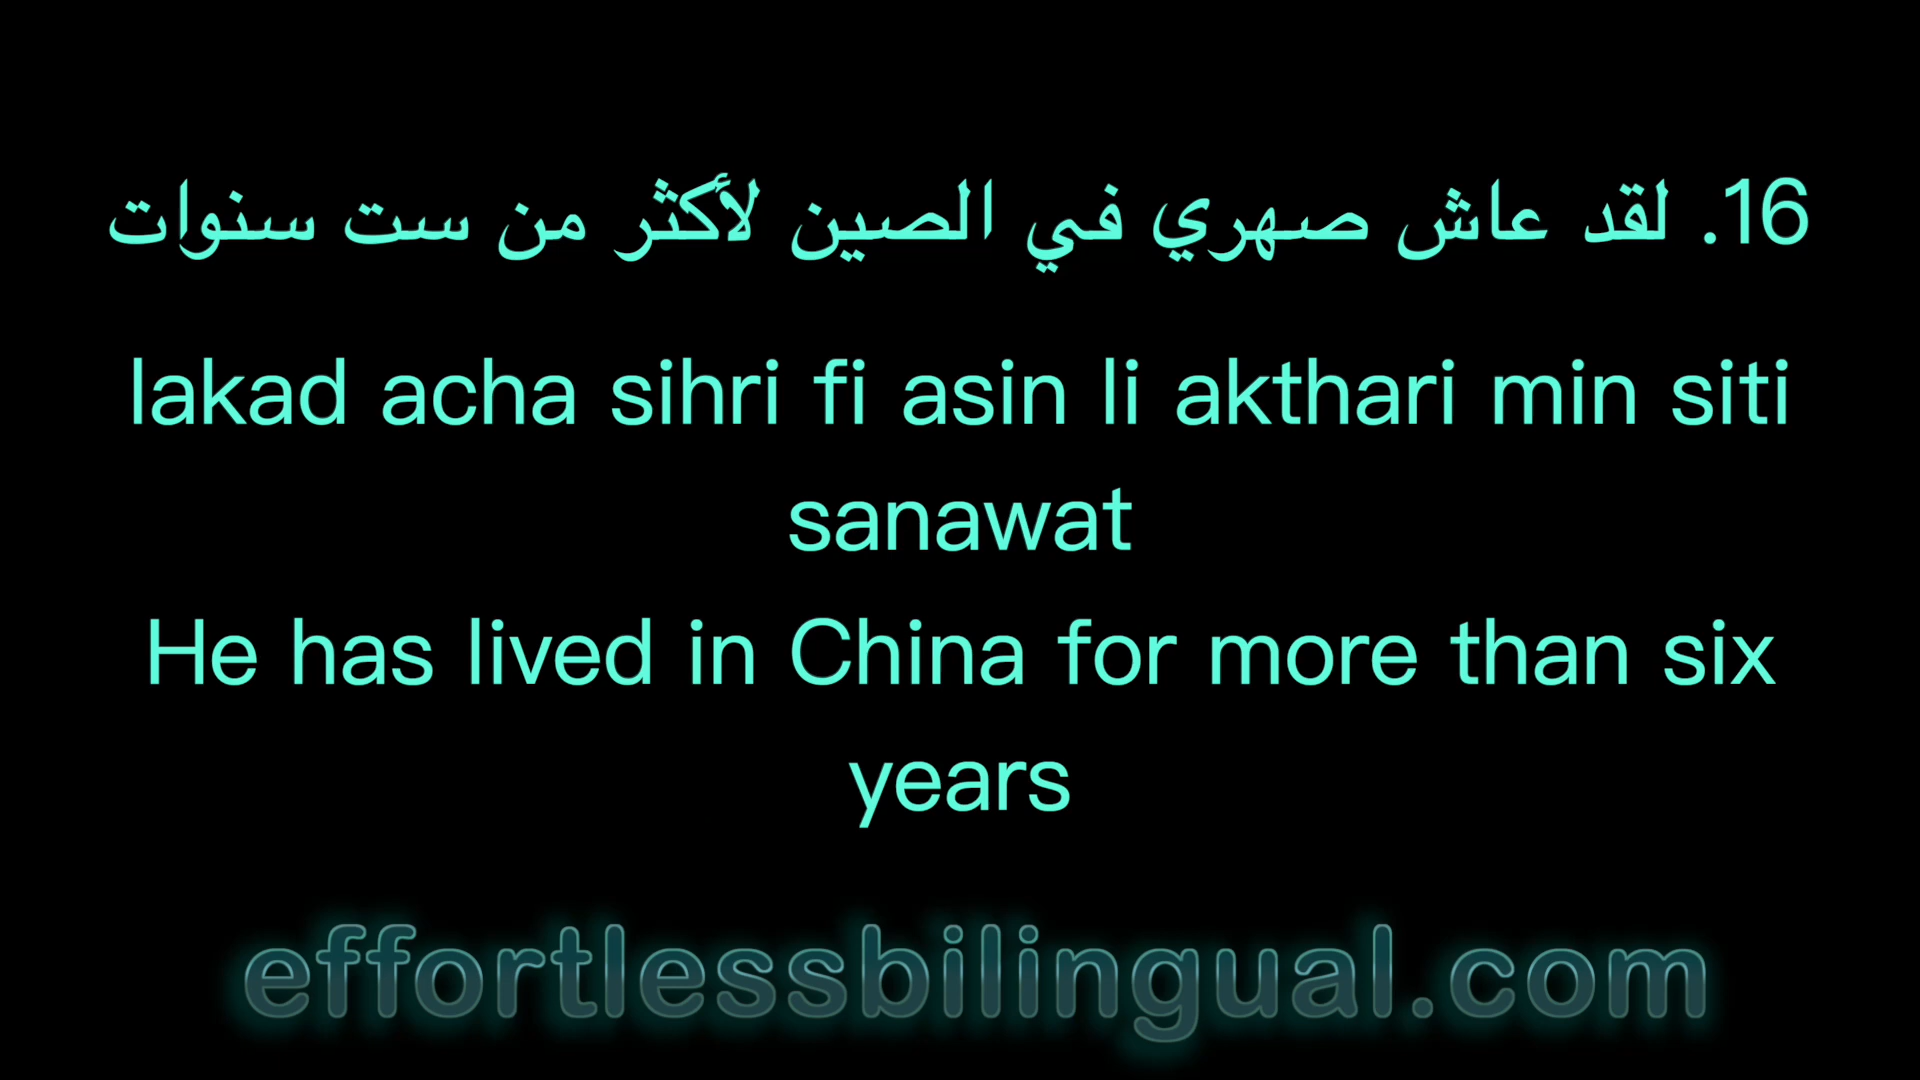 16. لقد عاش صهري في الصين لأكثر من ست سنوات
lakad acha sihri fi asin li akthari min siti
sanawat
He has lived in China for more than six
years
effortlessbilingual.com